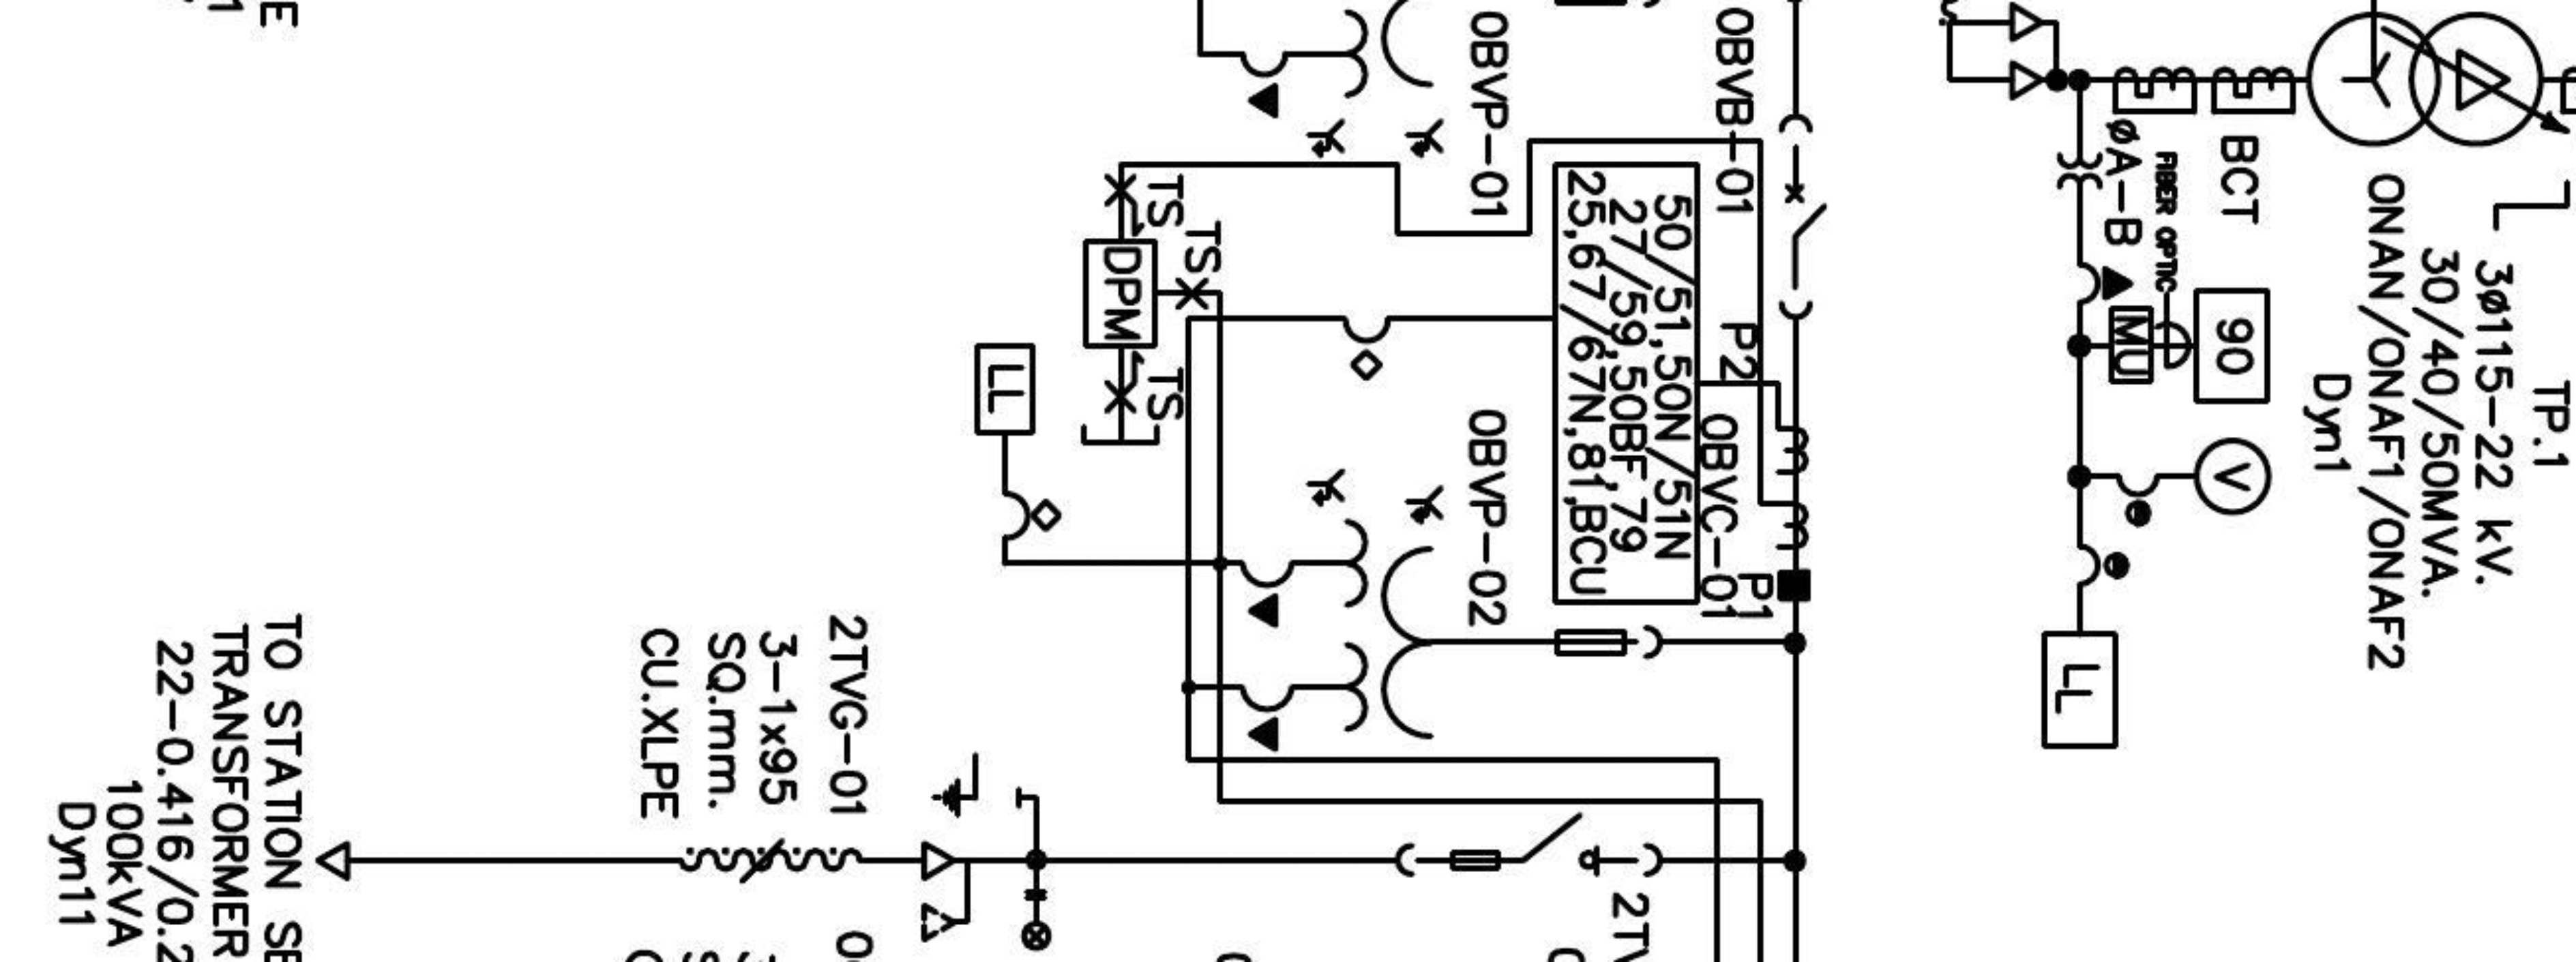 TP.1
3Ø115-22 kV.
30/40/50MVA.
ONAN/ONAF1/ONAF2
Dyn1
BCT
90
V
FIBER OPTIC
ØA-B
MU
LL
0BVB-01
P2
0BVC-01
P1
50/51,50N/51N
27/59,50BF,79
25,67/67N,81,BCU
0BVP-01
0BVP-02
TS
TS
DPM
TS
LL
2TVG-01
3-1x95
SQ.mm.
CU.XLPE
TO STATION SE
TRANSFORMER
22-0.416/0.2
100kVA
Dyn11